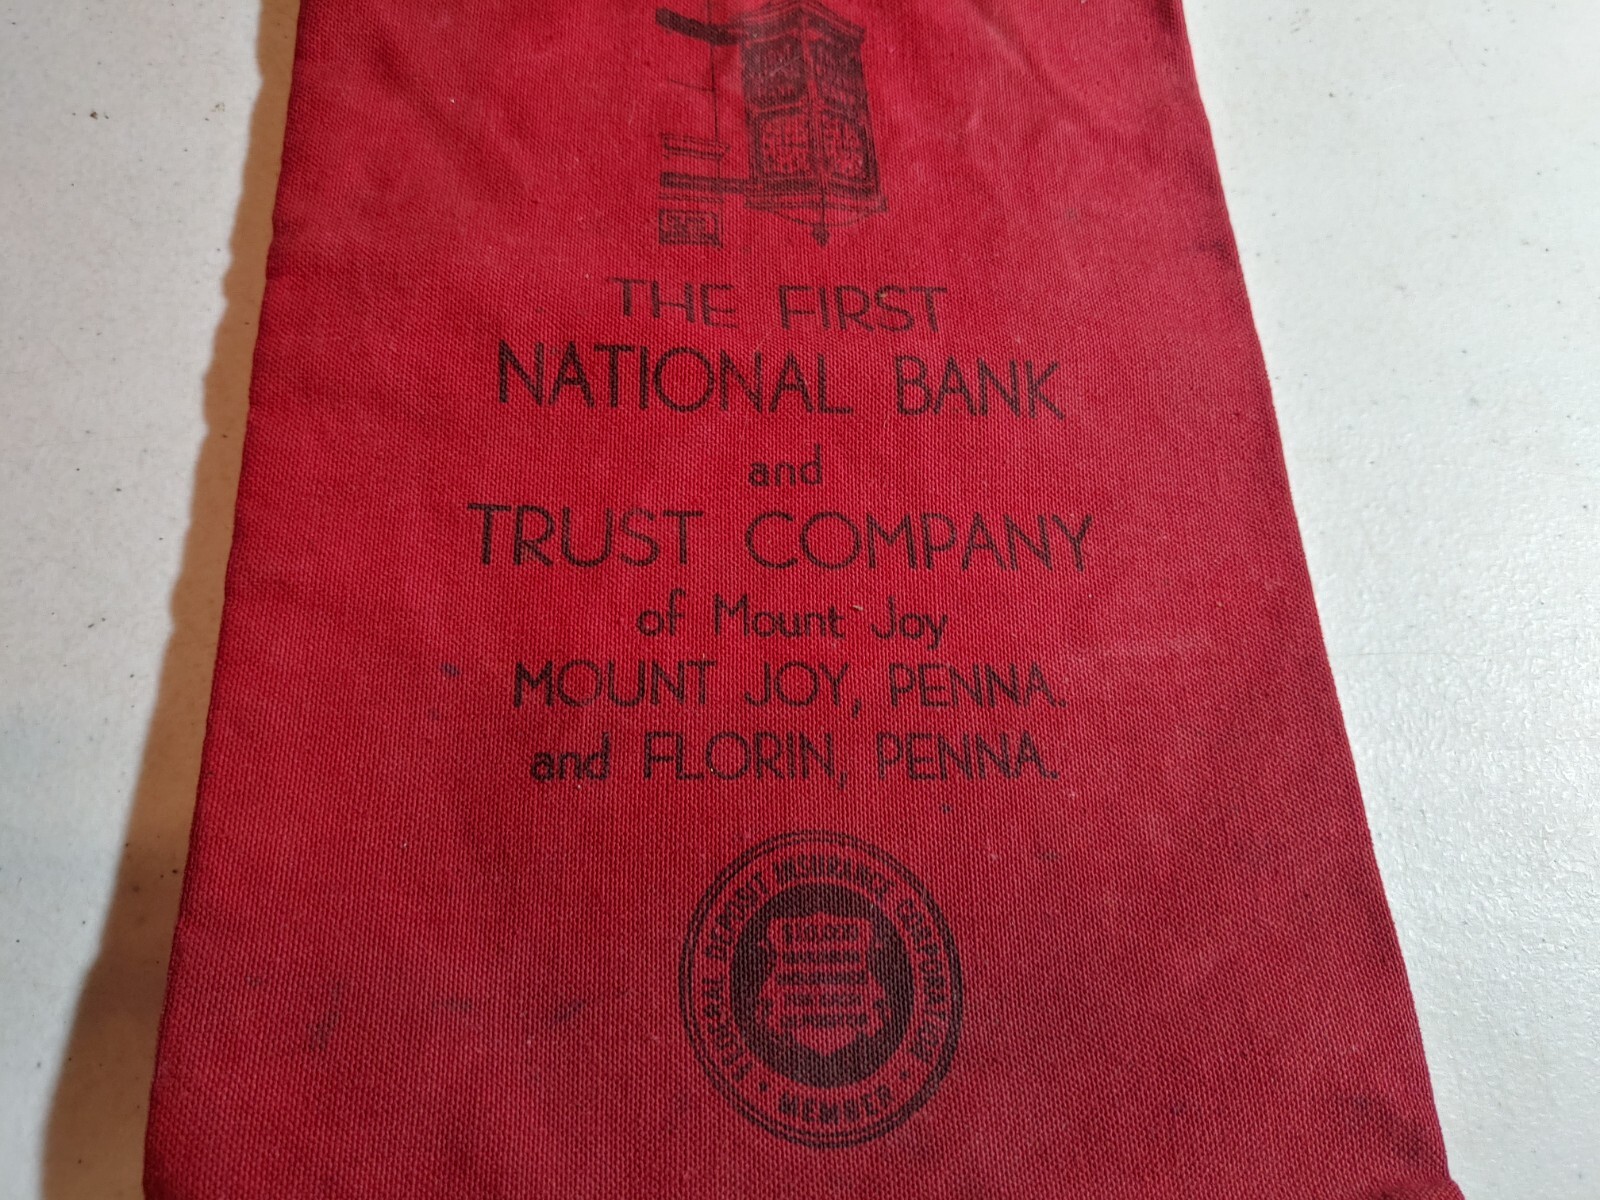 THE FIRST
NATIONAL BANK
and
TRUST COMPANY
of Mount Joy
MOUNT JOY, PENNA.
and FLORIN, PENNA.
FEDERAL DEPOSIT INSURANCE CORPORATION
MEMBER